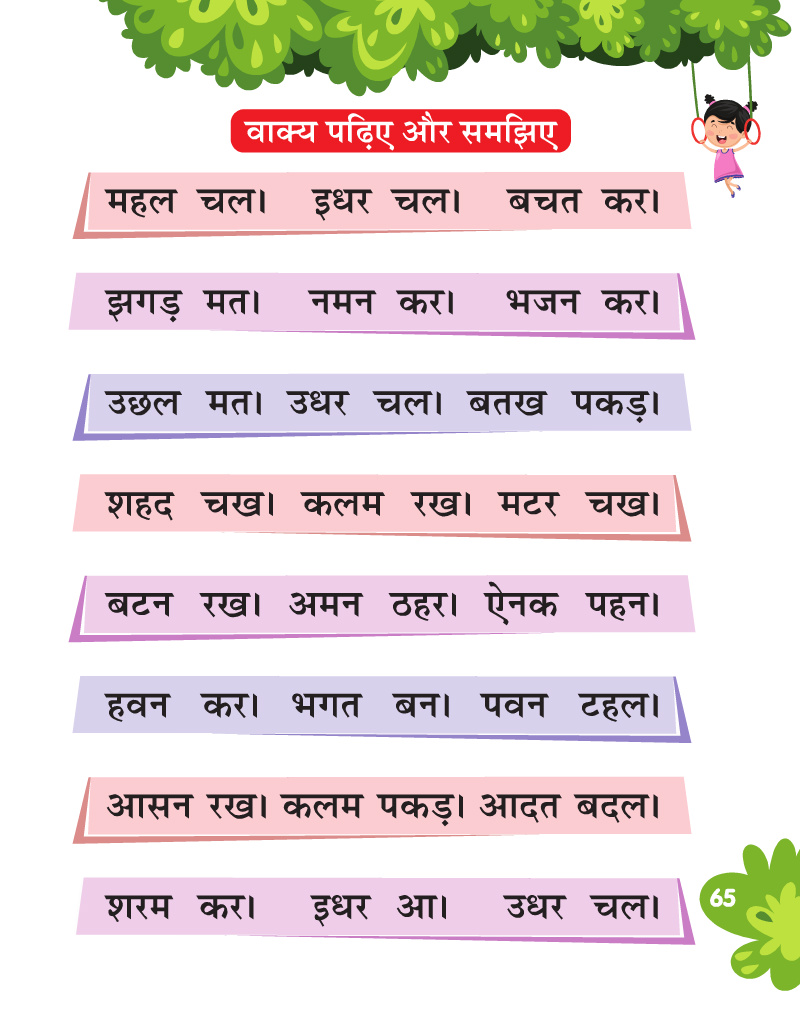 वाक्य पढ़िए और समझिए
महल चल। इधर चल। बचत कर।
झगड़ मत। नमन कर। भजन कर।
उछल मत। उधर चल। बतख पकड़।
शहद चख। कलम रख। मटर चख।
बटन रख। अमन ठहर। ऐनक पहन।
हवन कर। भगत बन। पवन टहल।
आसन रख। कलम पकड़। आदत बदल।
शरम कर। इधर आ। उधर चल।
65